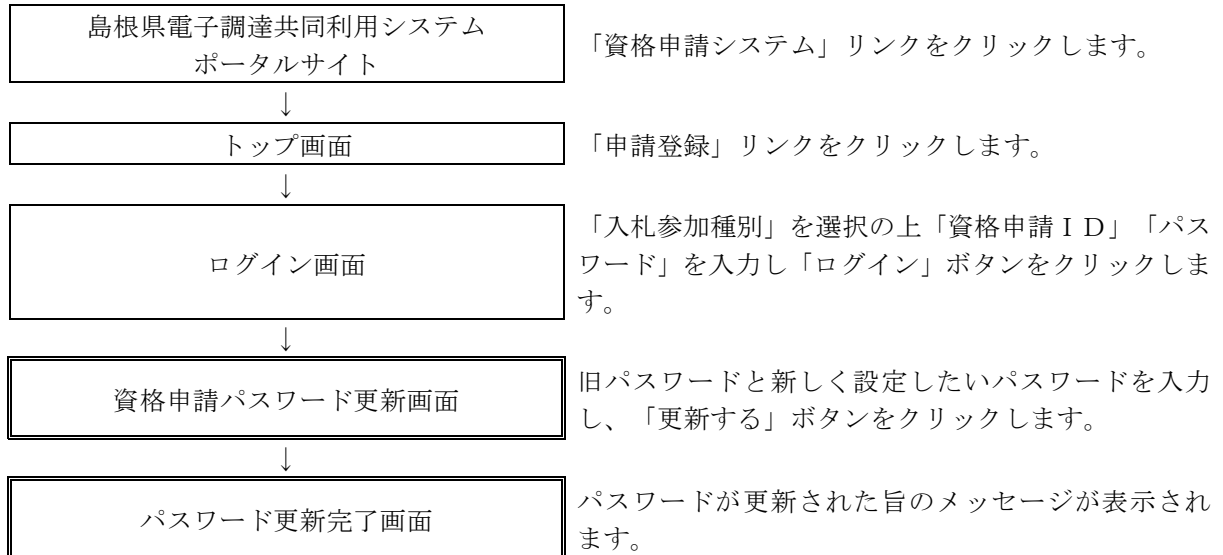 島根県電子調達共同利用システム
ポータルサイト
「資格申請システム」リンクをクリックします。
↓
トップ画面
「申請登録」リンクをクリックします。
↓
ログイン画面
「入札参加種別」を選択の上「資格申請ＩＤ」「パス
ワード」を入力し「ログイン」ボタンをクリックしま
す。
↓
資格申請パスワード更新画面
旧パスワードと新しく設定したいパスワードを入力
し、「更新する」ボタンをクリックします。
↓
パスワード更新完了画面
パスワードが更新された旨のメッセージが表示され
ます。